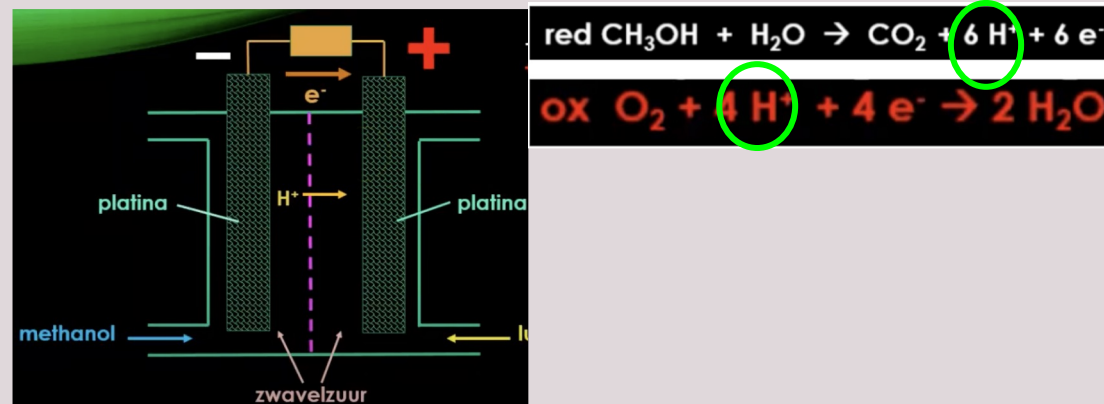 − +
red CH₃OH + H₂O → CO₂ + 6 H⁺ + 6 e⁻
ox O₂ + 4 H⁺ + 4 e⁻ → 2 H₂O
e⁻
H⁺
platina
platina
methanol
zwavelzuur